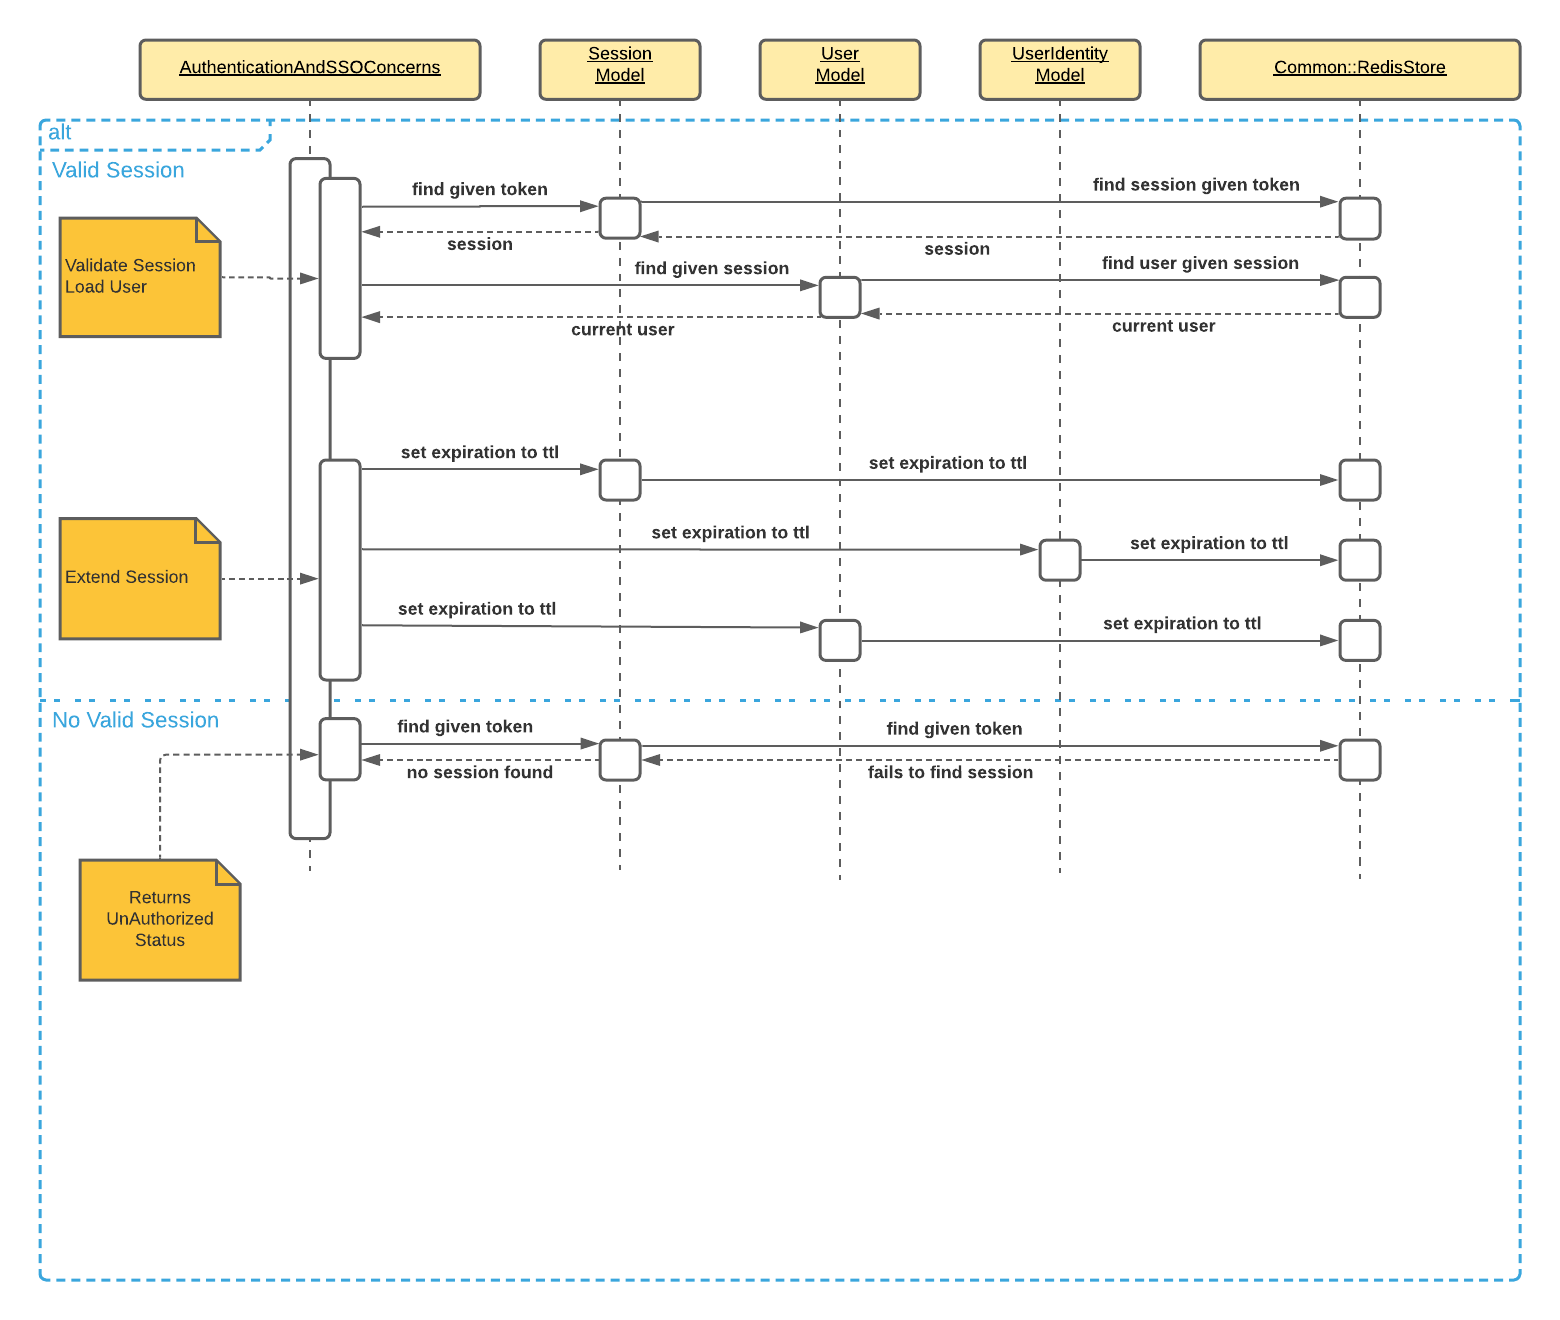 AuthenticationAndSSOConcerns
Session
Model
User
Model
UserIdentity
Model
Common::RedisStore
alt
Valid Session
find given token
find session given token
session
session
Validate Session
Load User
find given session
find user given session
current user
current user
set expiration to ttl
set expiration to ttl
set expiration to ttl
set expiration to ttl
Extend Session
set expiration to ttl
set expiration to ttl
No Valid Session
find given token
find given token
no session found
fails to find session
Returns
UnAuthorized
Status